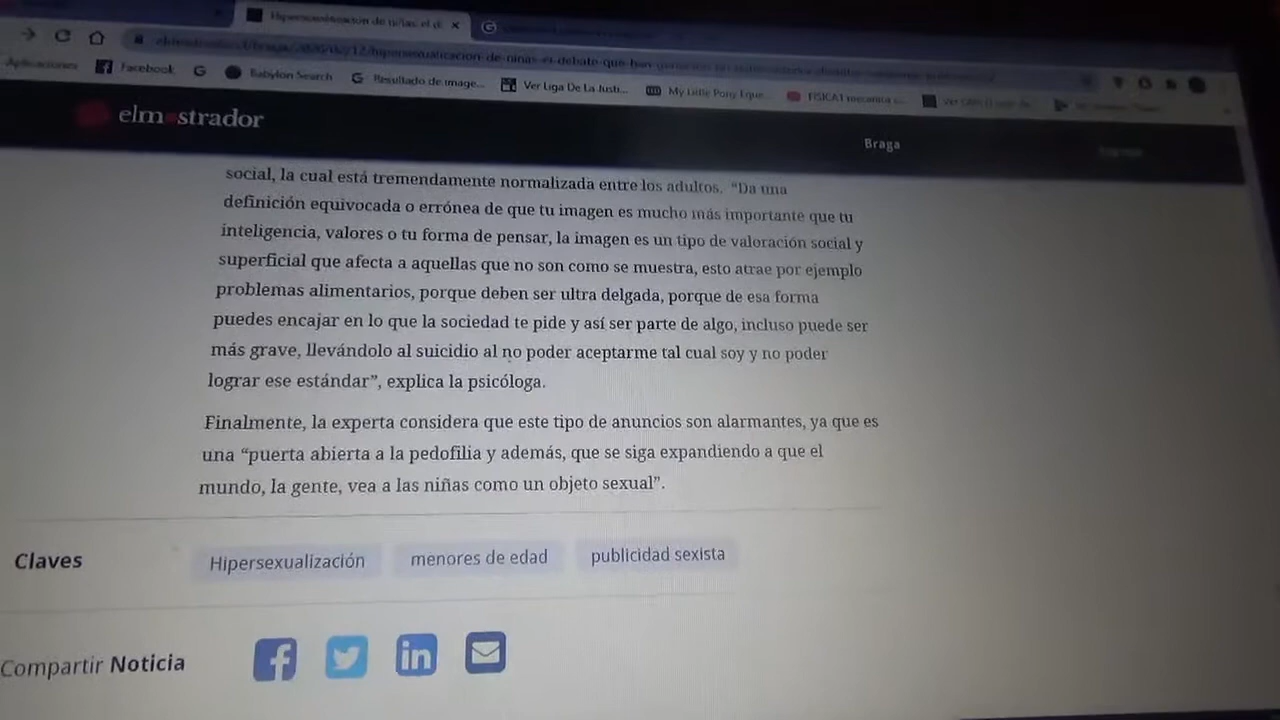 Hipersexualización de niñas: el d
Aplicaciones Facebook Babylon Search Resultado de image... Ver Liga De La Justi... My Little Pony Eque... FISICA1 mecanica
elmostrador Braga
social, la cual está tremendamente normalizada entre los adultos. “Da una
definición equivocada o errónea de que tu imagen es mucho más importante que tu
inteligencia, valores o tu forma de pensar, la imagen es un tipo de valoración social y
superficial que afecta a aquellas que no son como se muestra, esto atrae por ejemplo
problemas alimentarios, porque deben ser ultra delgada, porque de esa forma
puedes encajar en lo que la sociedad te pide y así ser parte de algo, incluso puede ser
más grave, llevándolo al suicidio al no poder aceptarme tal cual soy y no poder
lograr ese estándar”, explica la psicóloga.
Finalmente, la experta considera que este tipo de anuncios son alarmantes, ya que es
una “puerta abierta a la pedofilia y además, que se siga expandiendo a que el
mundo, la gente, vea a las niñas como un objeto sexual”.
Claves Hipersexualización menores de edad publicidad sexista
Compartir Noticia